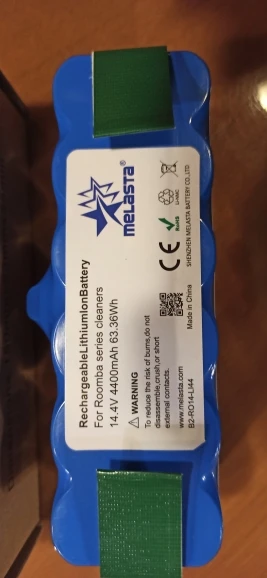 MELASTA
RechargeableLithiumIonBattery
For Roomba series cleaners
14.4V 4400mAh 63.36Wh
WARNING
To reduce the risk of burns,do not
disassemble,crush,or short
external contacts.
www.melasta.com
B2-RO14-LI44
Made in China
CE
RoHS
SHENZHEN MELASTA BATTERY CO.,LTD